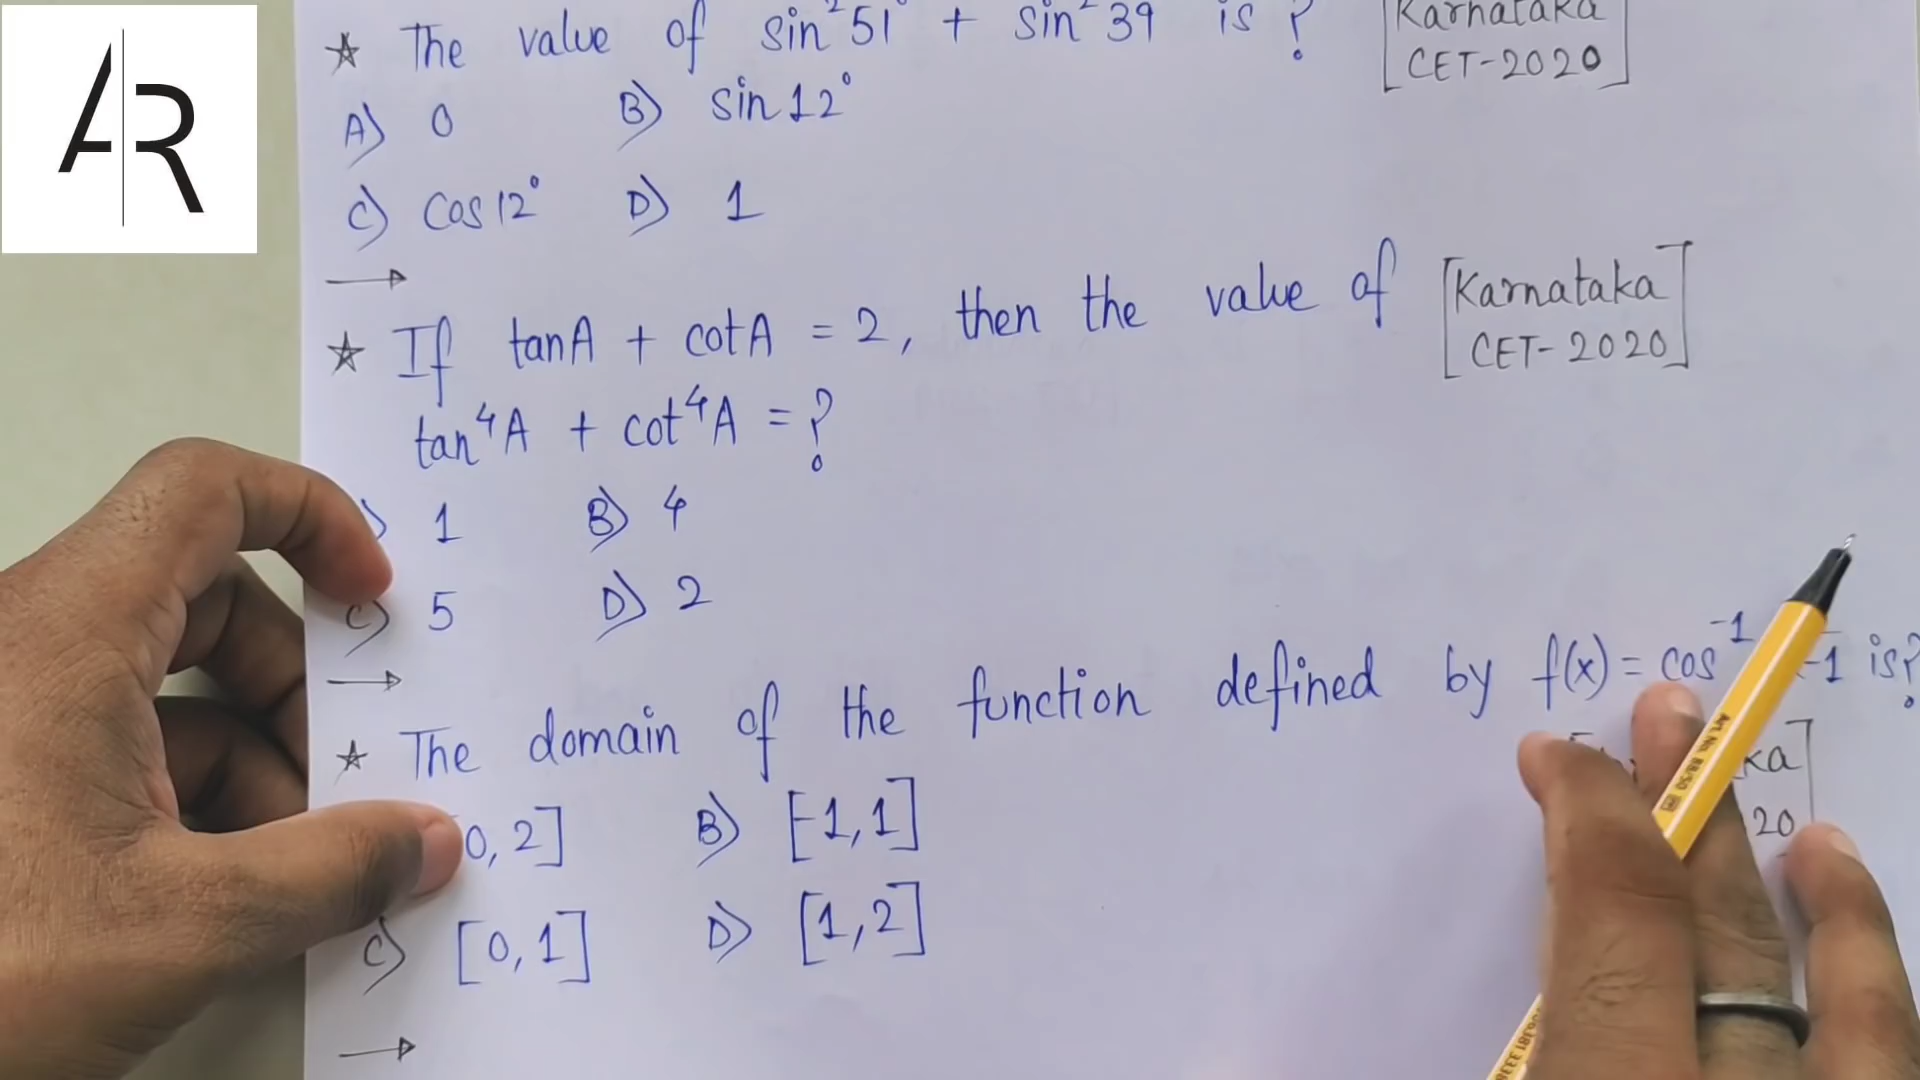 AR
☆ The value of sin²51° + sin²39 is ? [Karnataka
CET-2020]
A) 0 B) sin 12°
C) Cos 12° D) 1
→
☆ If tanA + cotA = 2, then the value of [Karnataka
CET-2020]
tan⁴A + cot⁴A = ?
) 1 B) 4
C) 5 D) 2
→
☆ The domain of the function defined by f(x) = cos⁻¹ -1 is?
ka]
0, 2] B) [-1, 1] 20
C) [0, 1] D) [1, 2]
→